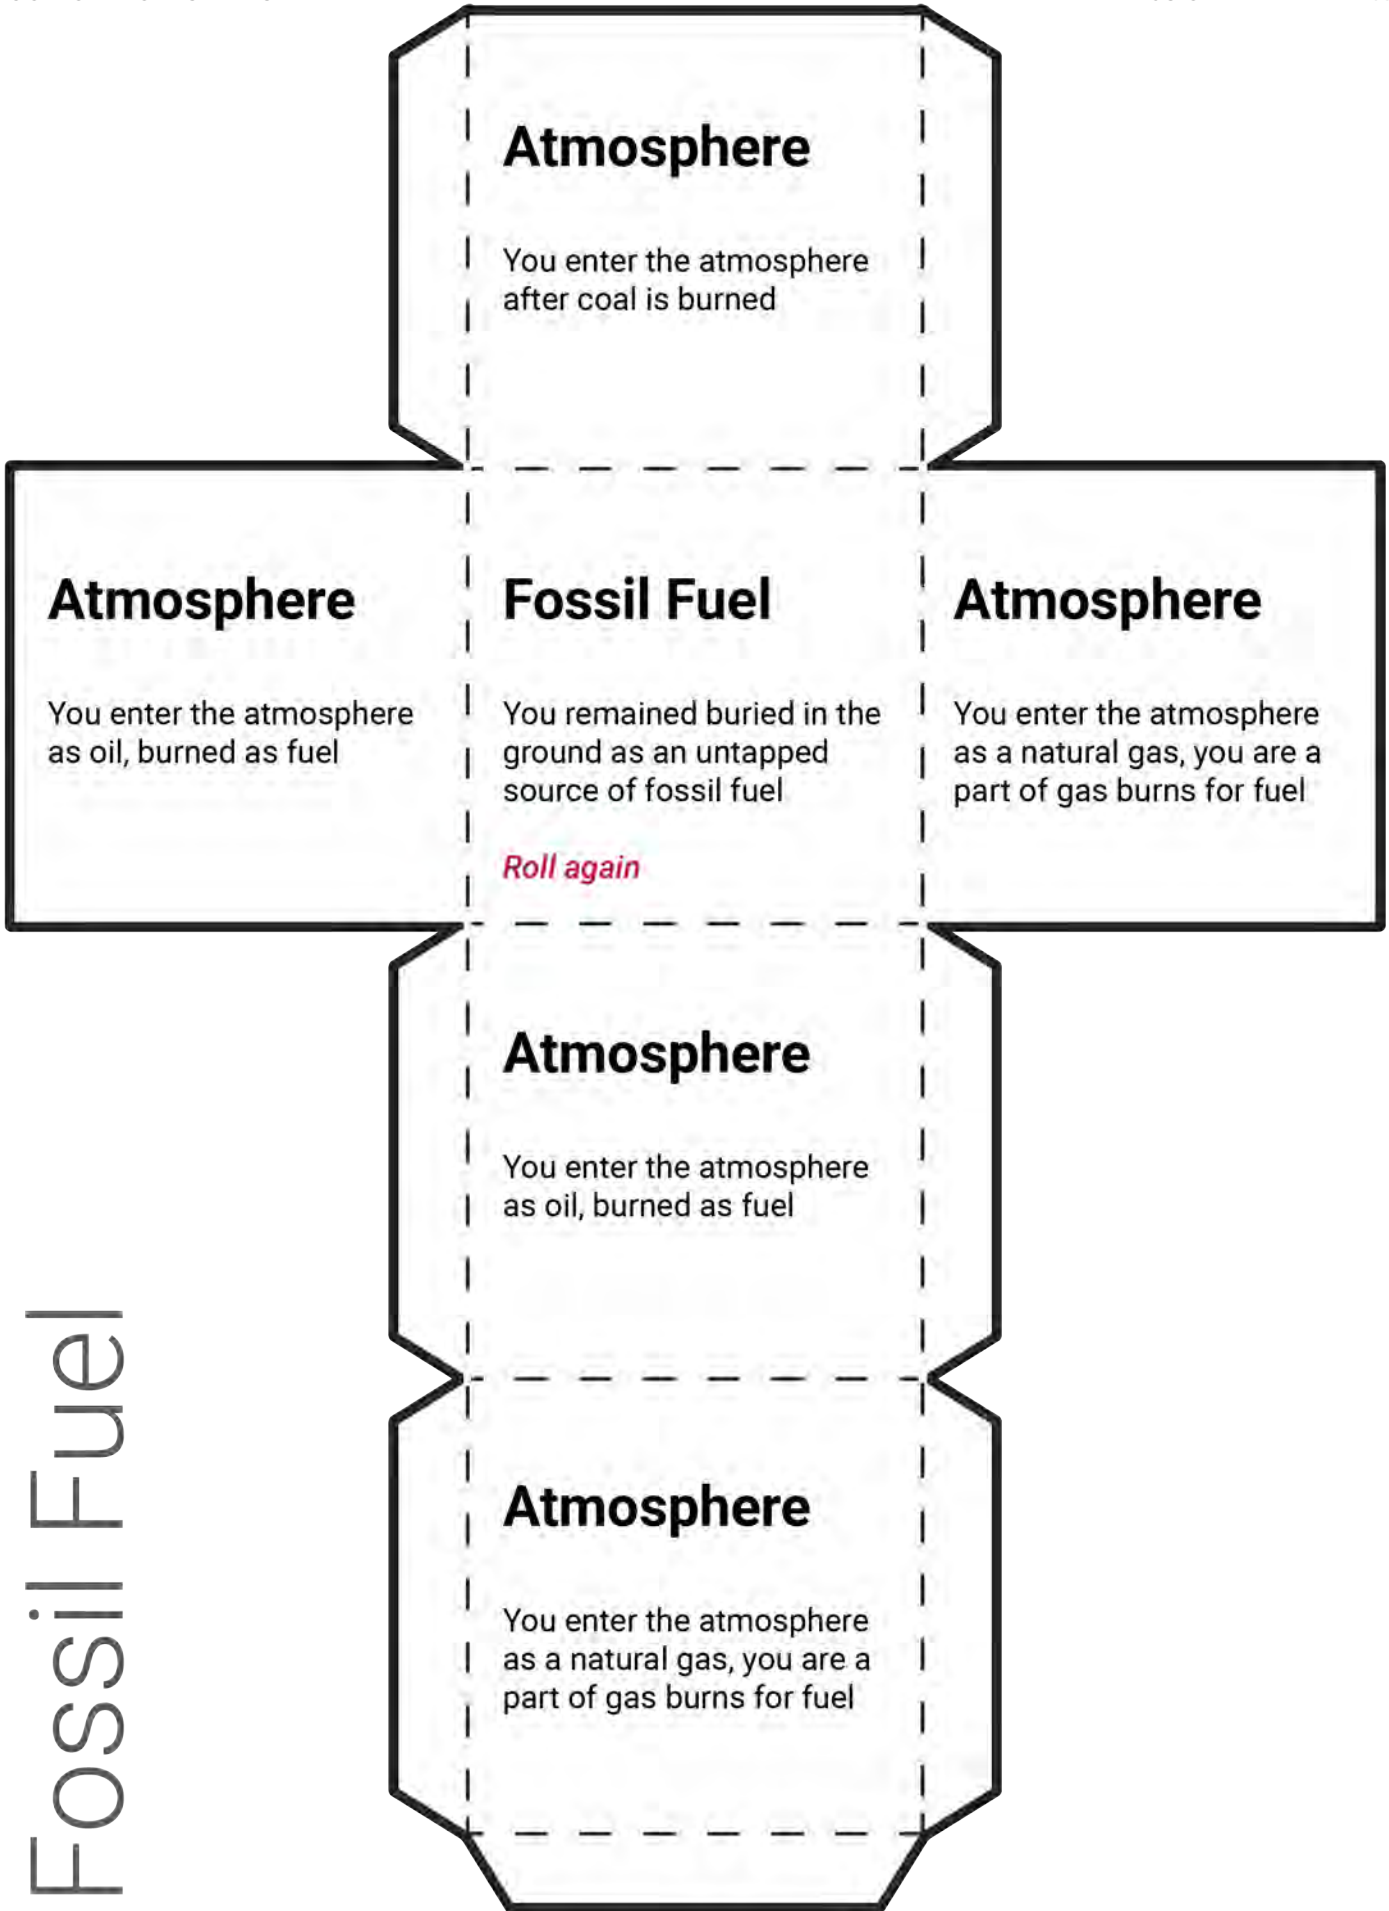 Atmosphere
You enter the atmosphere
after coal is burned
Atmosphere
You enter the atmosphere
as oil, burned as fuel
Fossil Fuel
You remained buried in the
ground as an untapped
source of fossil fuel
Roll again
Atmosphere
You enter the atmosphere
as a natural gas, you are a
part of gas burns for fuel
Atmosphere
You enter the atmosphere
as oil, burned as fuel
Atmosphere
You enter the atmosphere
as a natural gas, you are a
part of gas burns for fuel
Fossil Fuel